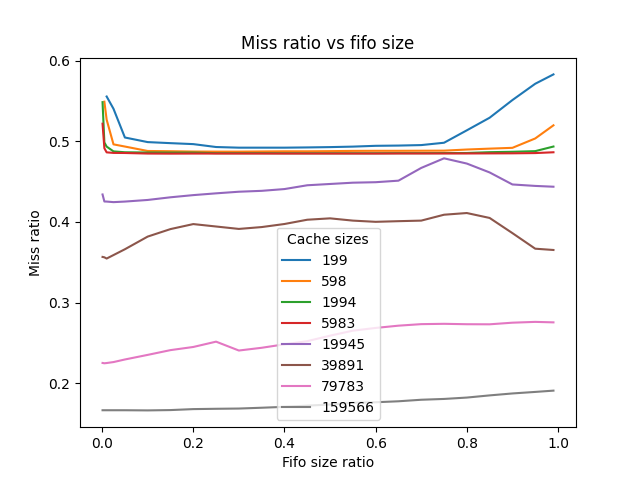 Miss ratio vs fifo size
0.6
0.5
0.4
0.3
0.2
Miss ratio
Cache sizes
199
598
1994
5983
19945
39891
79783
159566
0.0 0.2 0.4 0.6 0.8 1.0
Fifo size ratio